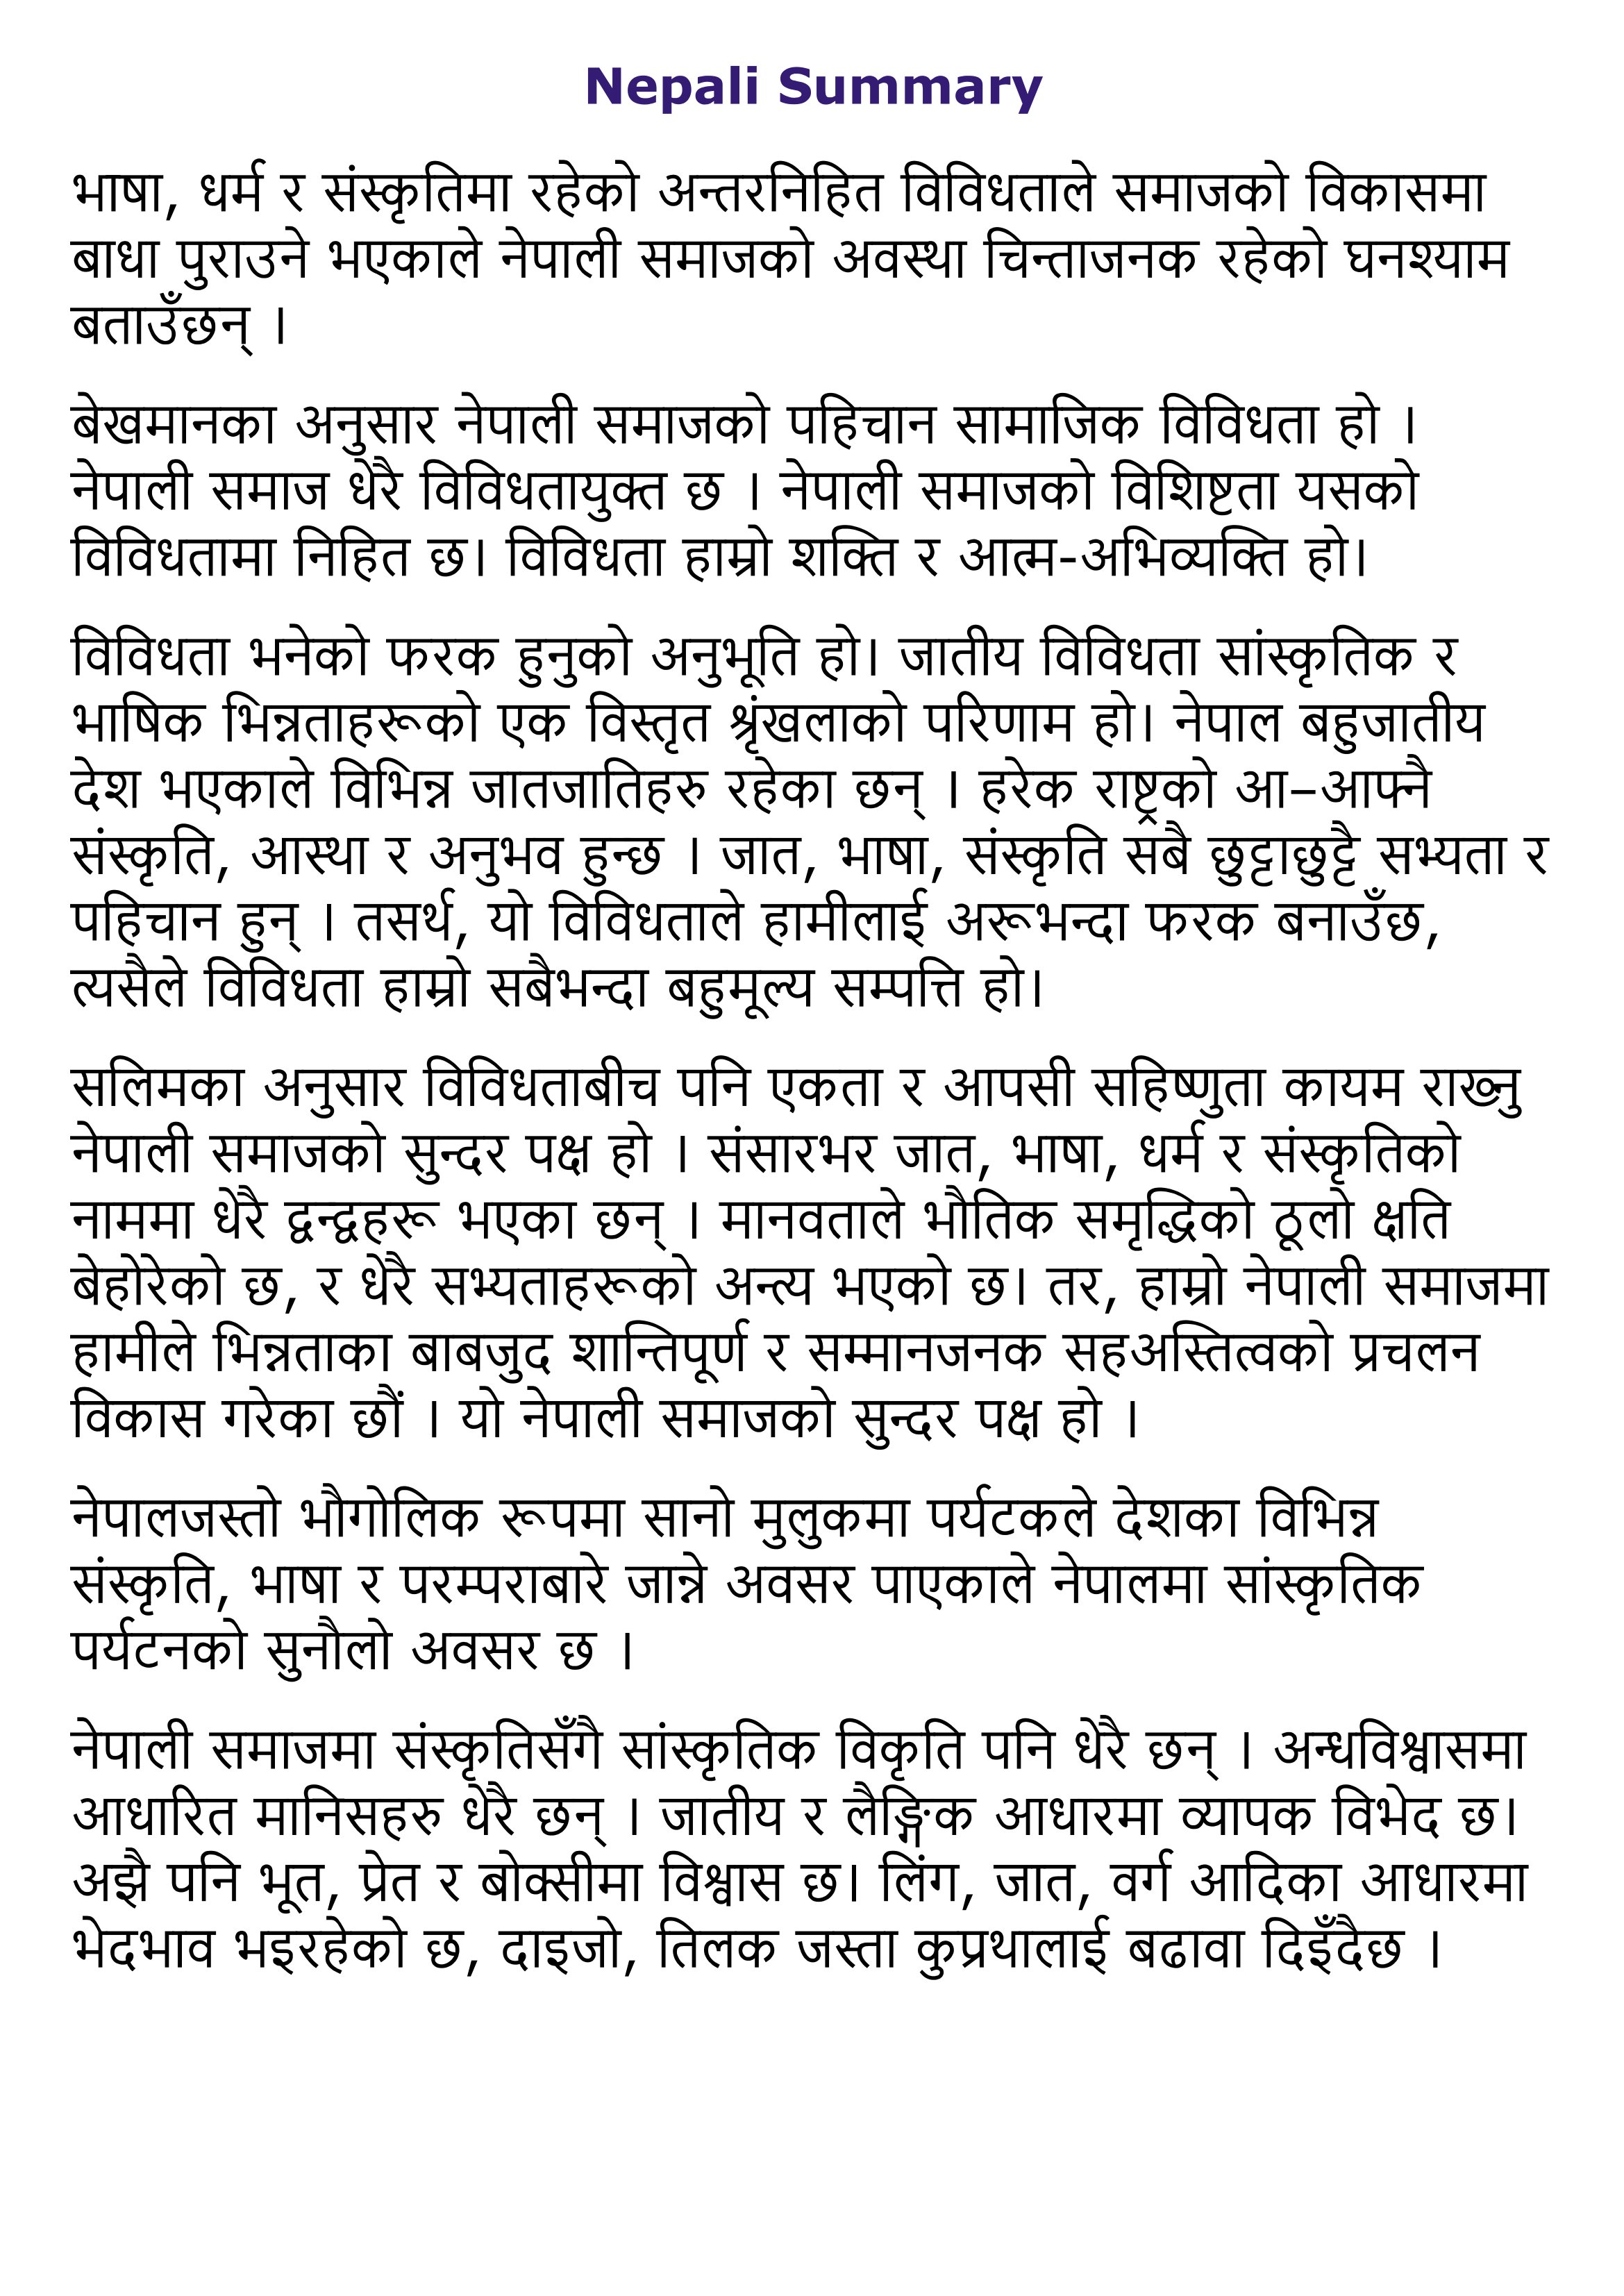 Nepali Summary
भाषा, धर्म र संस्कृतिमा रहेको अन्तरनिहित विविधताले समाजको विकासमा
बाधा पुराउने भएकाले नेपाली समाजको अवस्था चिन्ताजनक रहेको घनश्याम
बताउँछन् ।
बेखमानका अनुसार नेपाली समाजको पहिचान सामाजिक विविधता हो ।
नेपाली समाज धेरै विविधतायुक्त छ । नेपाली समाजको विशिष्टता यसको
विविधतामा निहित छ। विविधता हाम्रो शक्ति र आत्म-अभिव्यक्ति हो।
विविधता भनेको फरक हुनुको अनुभूति हो। जातीय विविधता सांस्कृतिक र
भाषिक भिन्नताहरूको एक विस्तृत श्रृंखलाको परिणाम हो। नेपाल बहुजातीय
देश भएकाले विभिन्न जातजातिहरु रहेका छन् । हरेक राष्ट्रको आ–आफ्नै
संस्कृति, आस्था र अनुभव हुन्छ । जात, भाषा, संस्कृति सबै छुट्टाछुट्टै सभ्यता र
पहिचान हुन् । तसर्थ, यो विविधताले हामीलाई अरूभन्दा फरक बनाउँछ,
त्यसैले विविधता हाम्रो सबैभन्दा बहुमूल्य सम्पत्ति हो।
सलिमका अनुसार विविधताबीच पनि एकता र आपसी सहिष्णुता कायम राख्नु
नेपाली समाजको सुन्दर पक्ष हो । संसारभर जात, भाषा, धर्म र संस्कृतिको
नाममा धेरै द्वन्द्वहरू भएका छन् । मानवताले भौतिक समृद्धिको ठूलो क्षति
बेहोरेको छ, र धेरै सभ्यताहरूको अन्त्य भएको छ। तर, हाम्रो नेपाली समाजमा
हामीले भिन्नताका बाबजुद शान्तिपूर्ण र सम्मानजनक सहअस्तित्वको प्रचलन
विकास गरेका छौं । यो नेपाली समाजको सुन्दर पक्ष हो ।
नेपालजस्तो भौगोलिक रूपमा सानो मुलुकमा पर्यटकले देशका विभिन्न
संस्कृति, भाषा र परम्पराबारे जान्ने अवसर पाएकाले नेपालमा सांस्कृतिक
पर्यटनको सुनौलो अवसर छ ।
नेपाली समाजमा संस्कृतिसँगै सांस्कृतिक विकृति पनि धेरै छन् । अन्धविश्वासमा
आधारित मानिसहरु धेरै छन् । जातीय र लैङ्गिक आधारमा व्यापक विभेद छ।
अझै पनि भूत, प्रेत र बोक्सीमा विश्वास छ। लिंग, जात, वर्ग आदिका आधारमा
भेदभाव भइरहेको छ, दाइजो, तिलक जस्ता कुप्रथालाई बढावा दिइँदैछ ।